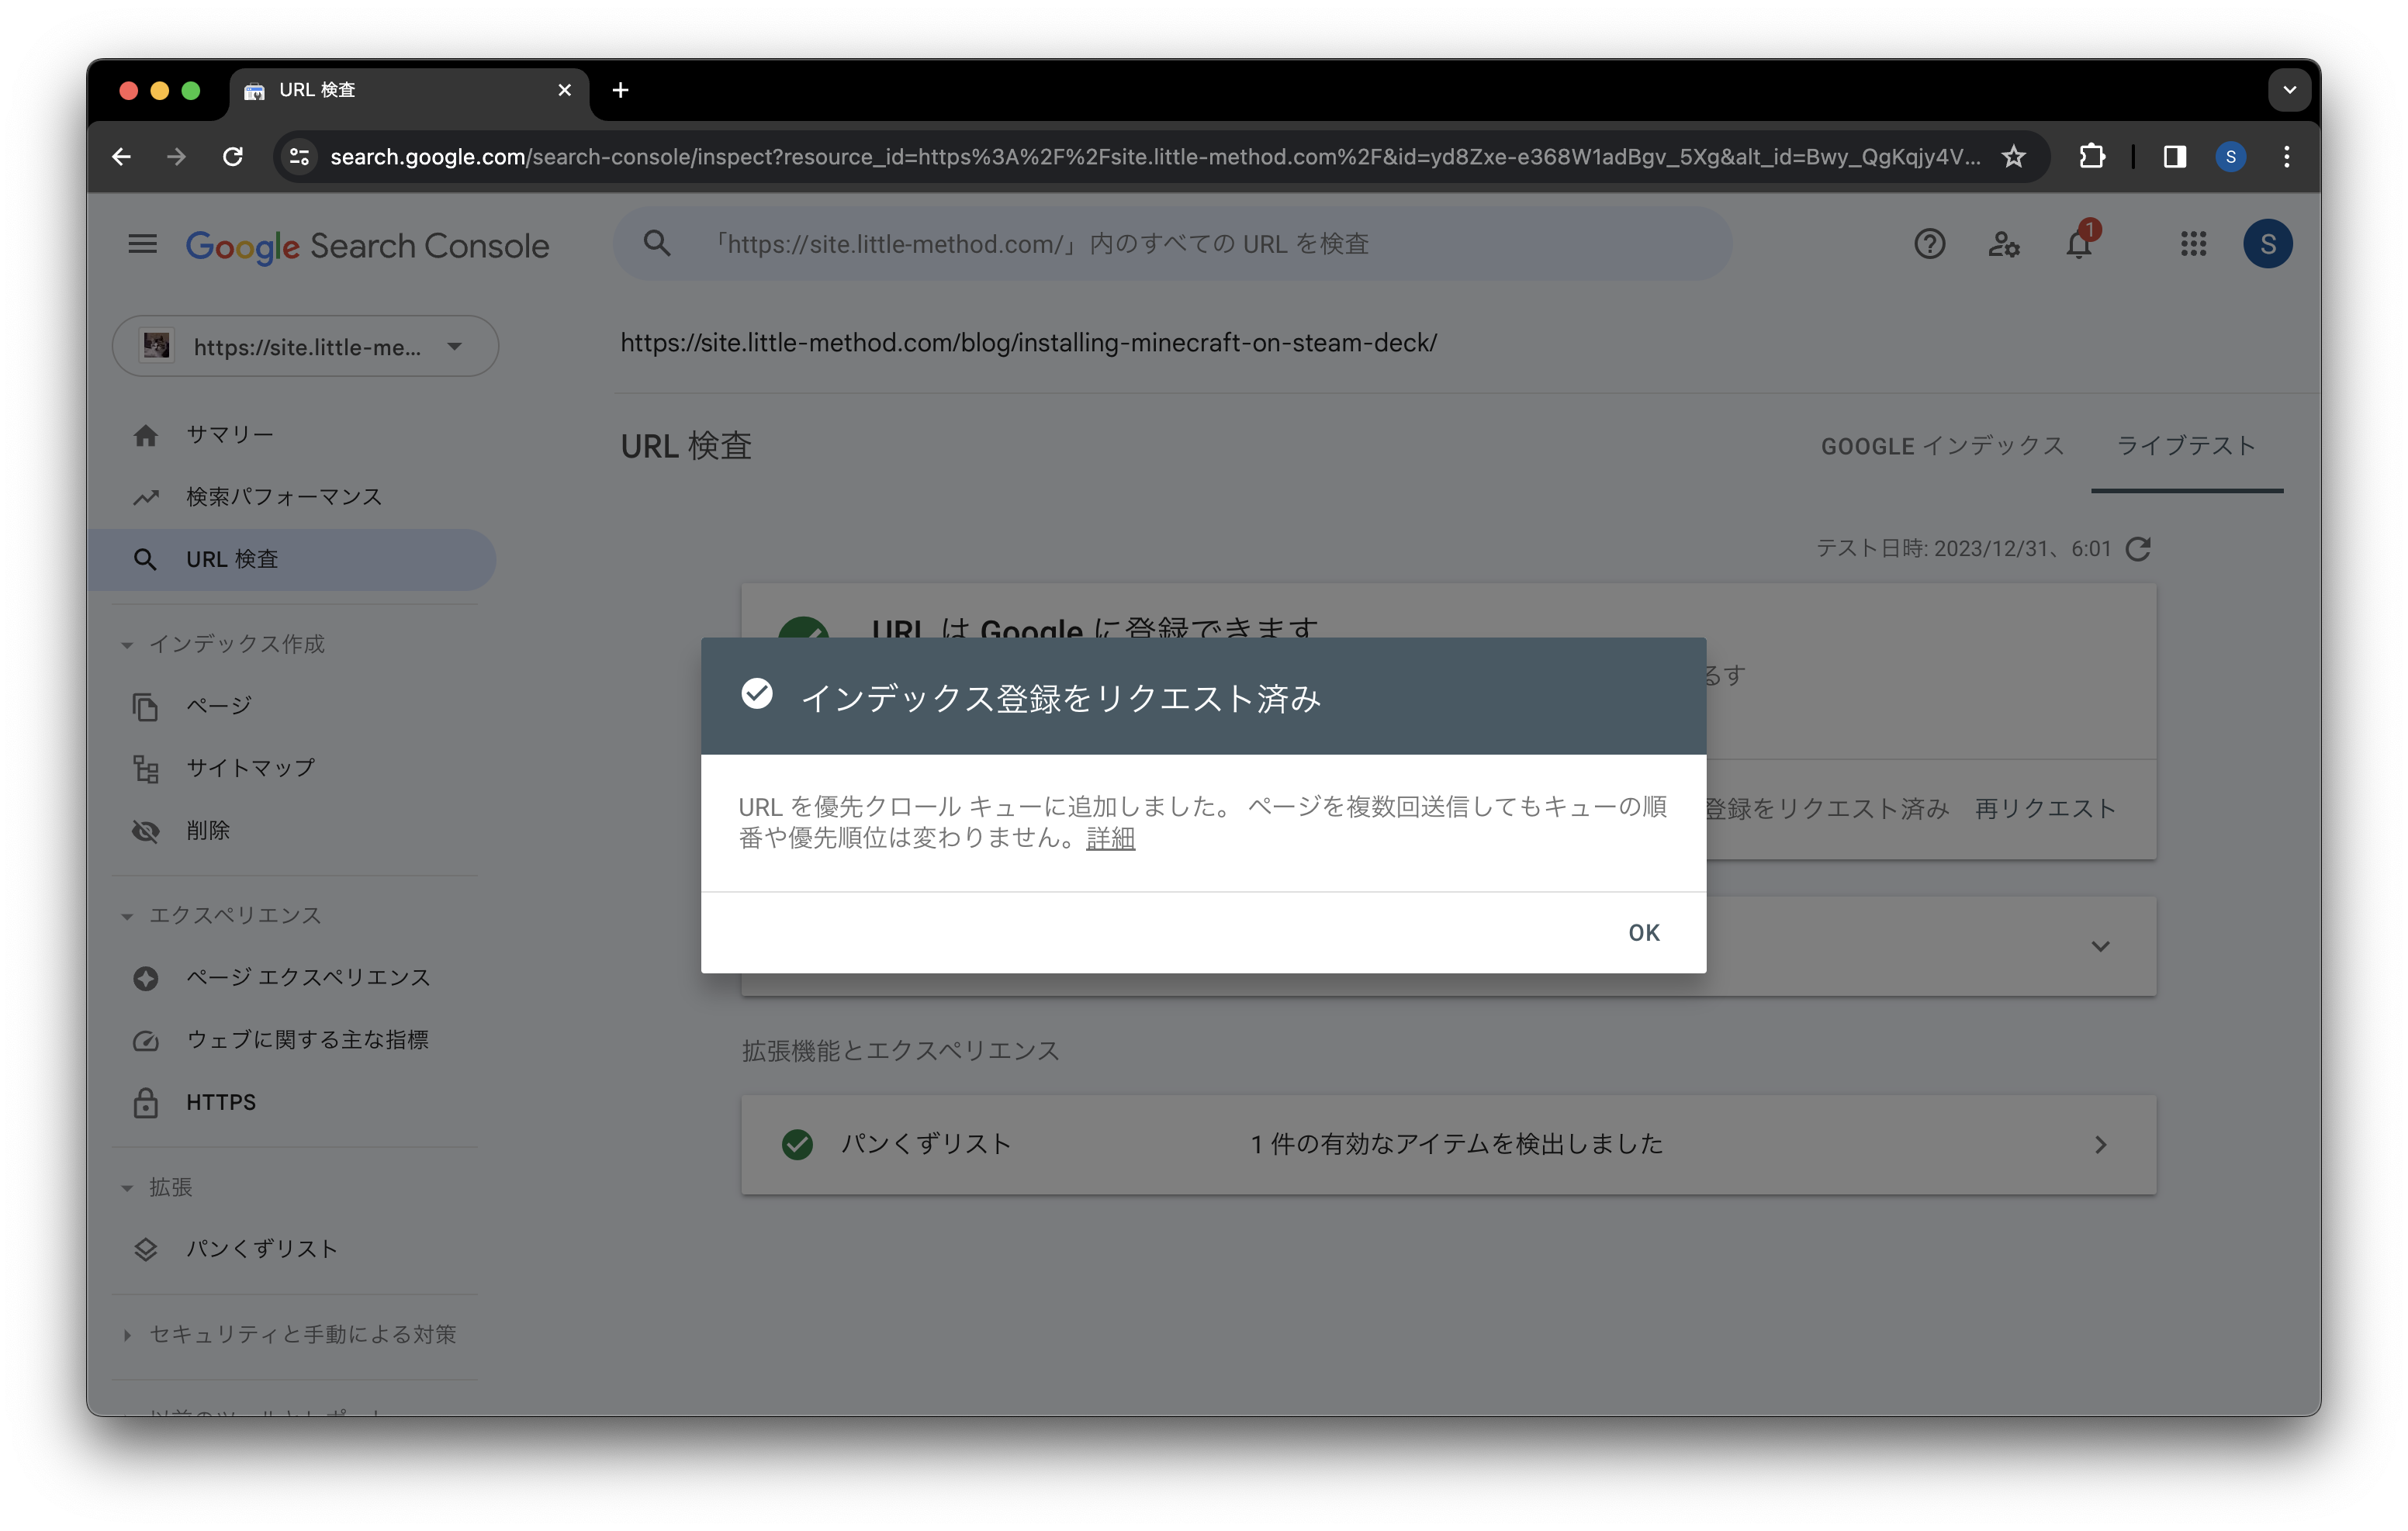 URL 検査
search.google.com/search-console/inspect?resource_id=https%3A%2F%2Fsite.little-method.com%2F&id=yd8Zxe-e368W1adBgv_5Xg&alt_id=Bwy_QgKqjy4V...
S
Google Search Console
「https://site.little-method.com/」内のすべての URL を検査
1
S
https://site.little-me...
https://site.little-method.com/blog/installing-minecraft-on-steam-deck/
サマリー
検索パフォーマンス
URL 検査
インデックス作成
ページ
サイトマップ
削除
エクスペリエンス
ページ エクスペリエンス
ウェブに関する主な指標
HTTPS
拡張
パンくずリスト
セキュリティと手動による対策
URL 検査
GOOGLE インデックス
ライブテスト
テスト日時: 2023/12/31、6:01
URL は Google に登録できます
るす
インデックス登録をリクエスト済み
URL を優先クロール キューに追加しました。 ページを複数回送信してもキューの順
番や優先順位は変わりません。詳細
OK
登録をリクエスト済み
再リクエスト
拡張機能とエクスペリエンス
パンくずリスト
1 件の有効なアイテムを検出しました